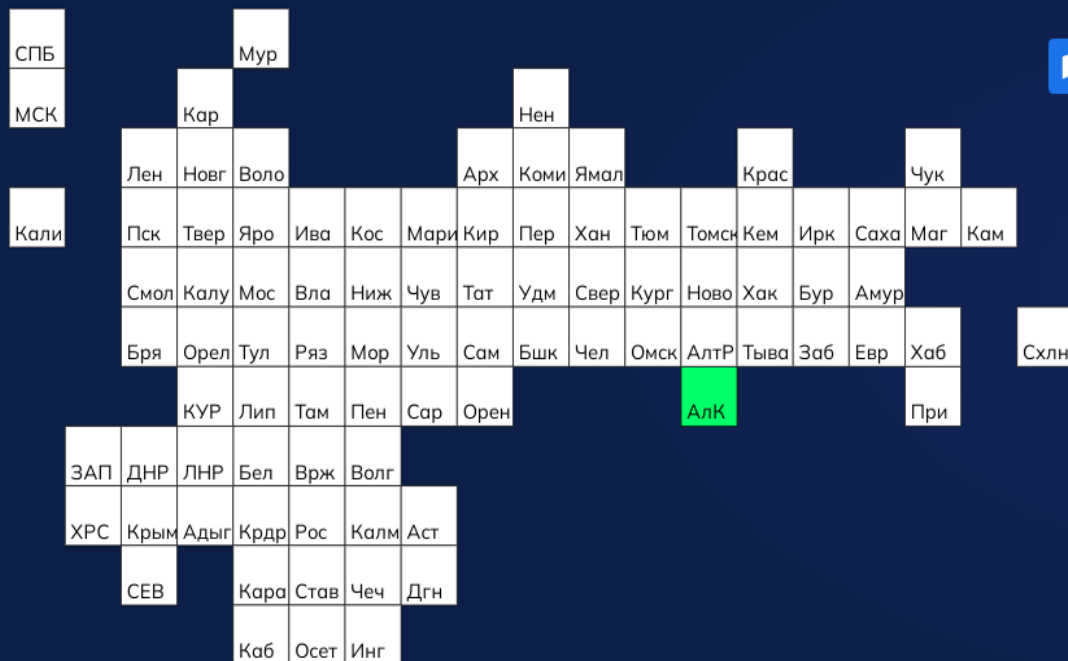 СПБ Мур
МСК Кар Нен
Лен Новг Воло Арх Коми Ямал Крас Чук
Кали Пск Твер Яро Ива Кос Мари Кир Пер Хан Тюм Томск Кем Ирк Саха Маг Кам
Смол Калу Мос Вла Ниж Чув Тат Удм Свер Кург Ново Хак Бур Амур
Бря Орел Тул Ряз Мор Уль Сам Бшк Чел Омск АлтР Тыва Заб Евр Хаб Схлн
КУР Лип Там Пен Сар Орен АлК При
ЗАП ДНР ЛНР Бел Врж Волг
ХРС Крым Адыг Крдр Рос Калм Аст
СЕВ Кара Став Чеч Дгн
Каб Осет Инг